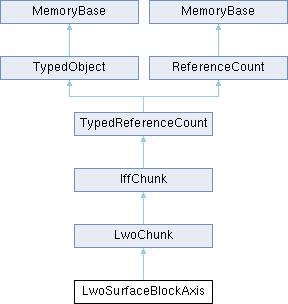 MemoryBase MemoryBase
TypedObject ReferenceCount
TypedReferenceCount
IffChunk
LwoChunk
LwoSurfaceBlockAxis